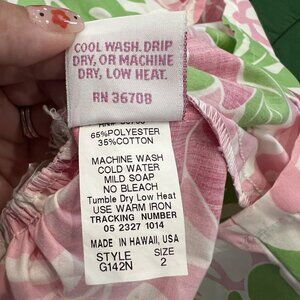 COOL WASH. DRIP
DRY, OR MACHINE
DRY, LOW HEAT.
RN 36708
65%POLYESTER
35%COTTON
MACHINE WASH
COLD WATER
MILD SOAP
NO BLEACH
Tumble Dry Low Heat
USE WARM IRON
TRACKING NUMBER
05 2327 1014
MADE IN HAWAII, USA
STYLE SIZE
G142N 2